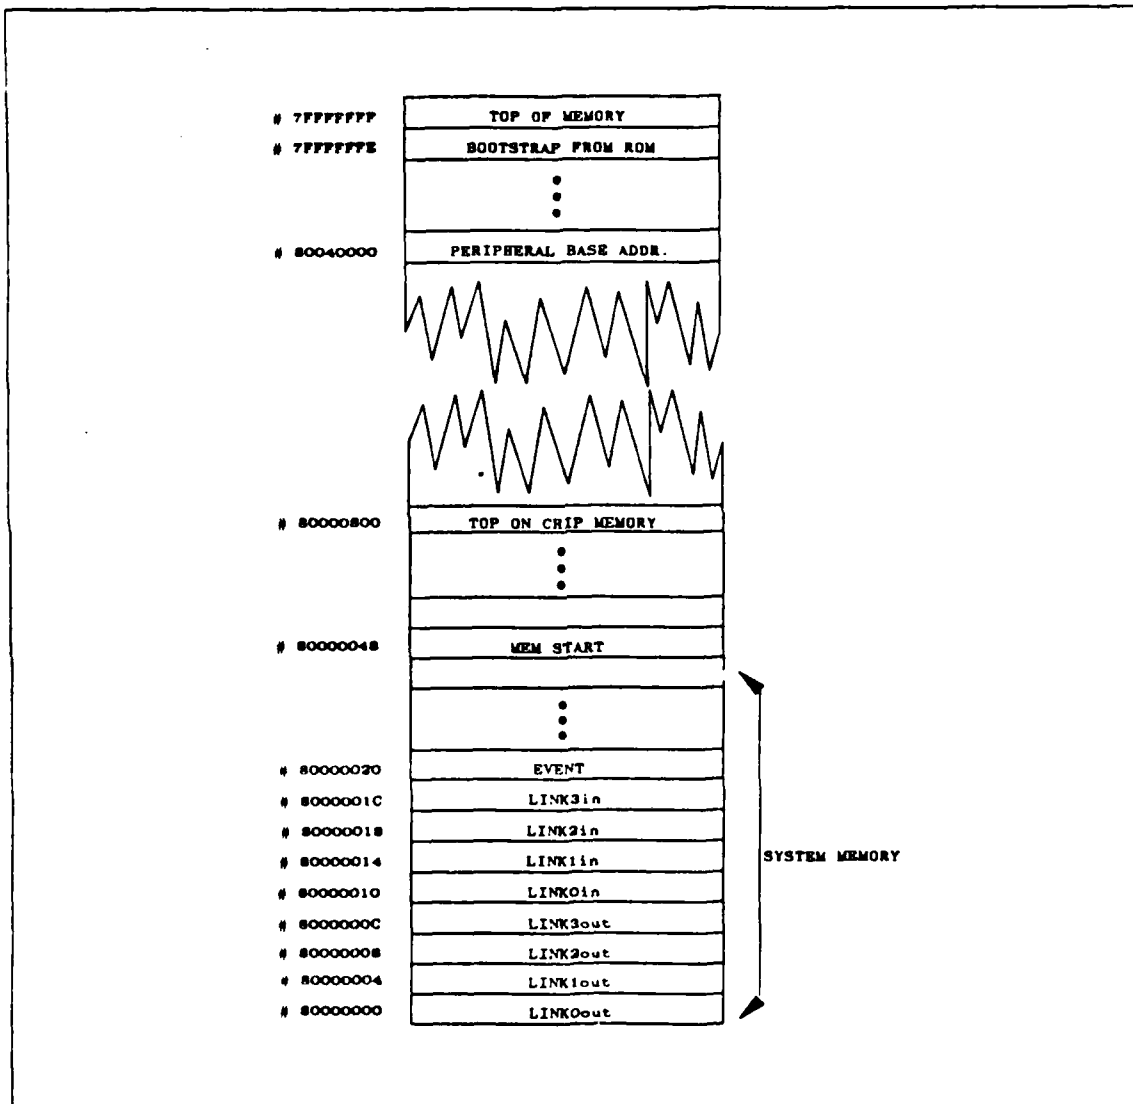 # 7FFFFFFF TOP OF MEMORY
# 7FFFFFFE BOOTSTRAP FROM ROM
# 80040000 PERIPHERAL BASE ADDR.
# 80000800 TOP ON CHIP MEMORY
# 80000048 MEM START
# 80000020 EVENT
# 8000001C LINK3in
# 80000018 LINK2in
# 80000014 LINK1in
SYSTEM MEMORY
# 80000010 LINK0in
# 8000000C LINK3out
# 80000008 LINK2out
# 80000004 LINK1out
# 80000000 LINK0out